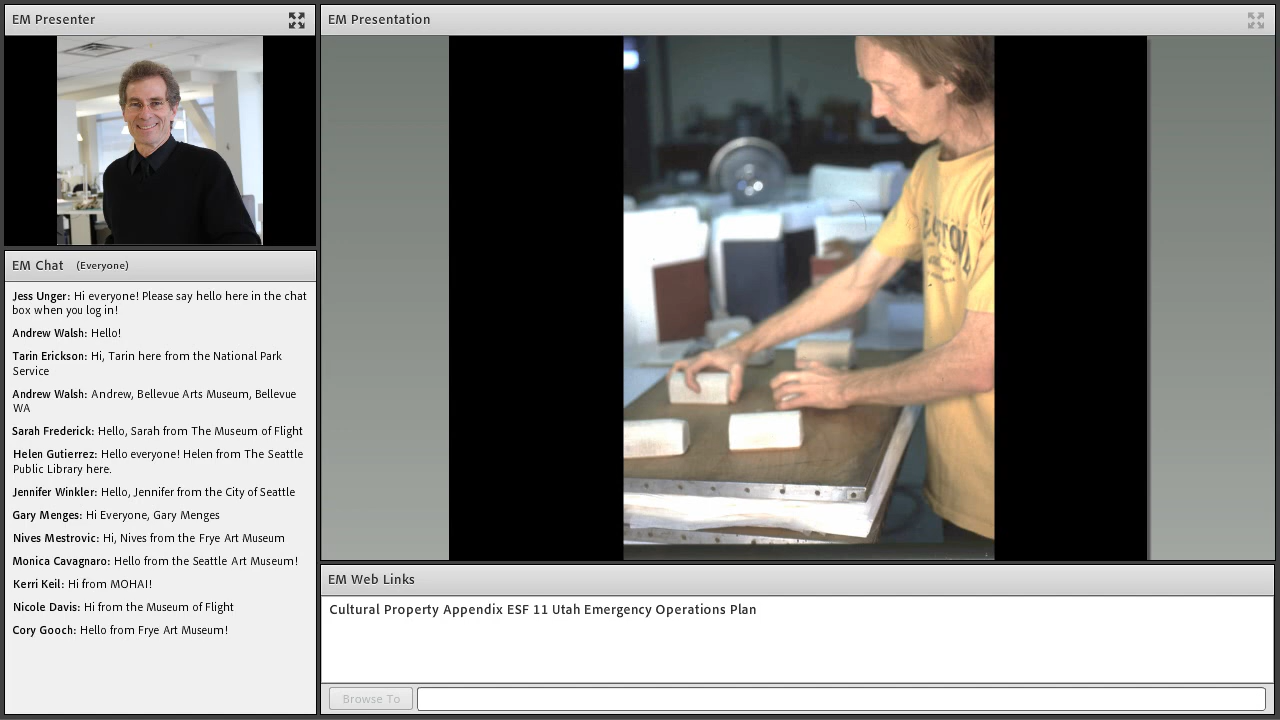 EM Presenter
EM Presentation
EM Chat (Everyone)
Jess Unger: Hi everyone! Please say hello here in the chat
box when you log in!
Andrew Walsh: Hello!
Tarin Erickson: Hi, Tarin here from the National Park
Service
Andrew Walsh: Andrew, Bellevue Arts Museum, Bellevue
WA
Sarah Frederick: Hello, Sarah from The Museum of Flight
Helen Gutierrez: Hello everyone! Helen from The Seattle
Public Library here.
Jennifer Winkler: Hello, Jennifer from the City of Seattle
Gary Menges: Hi Everyone, Gary Menges
Nives Mestrovic: Hi, Nives from the Frye Art Museum
Monica Cavagnaro: Hello from the Seattle Art Museum!
Kerri Keil: Hi from MOHAI!
Nicole Davis: Hi from the Museum of Flight
Cory Gooch: Hello from Frye Art Museum!
EM Web Links
Cultural Property Appendix ESF 11 Utah Emergency Operations Plan
Browse To